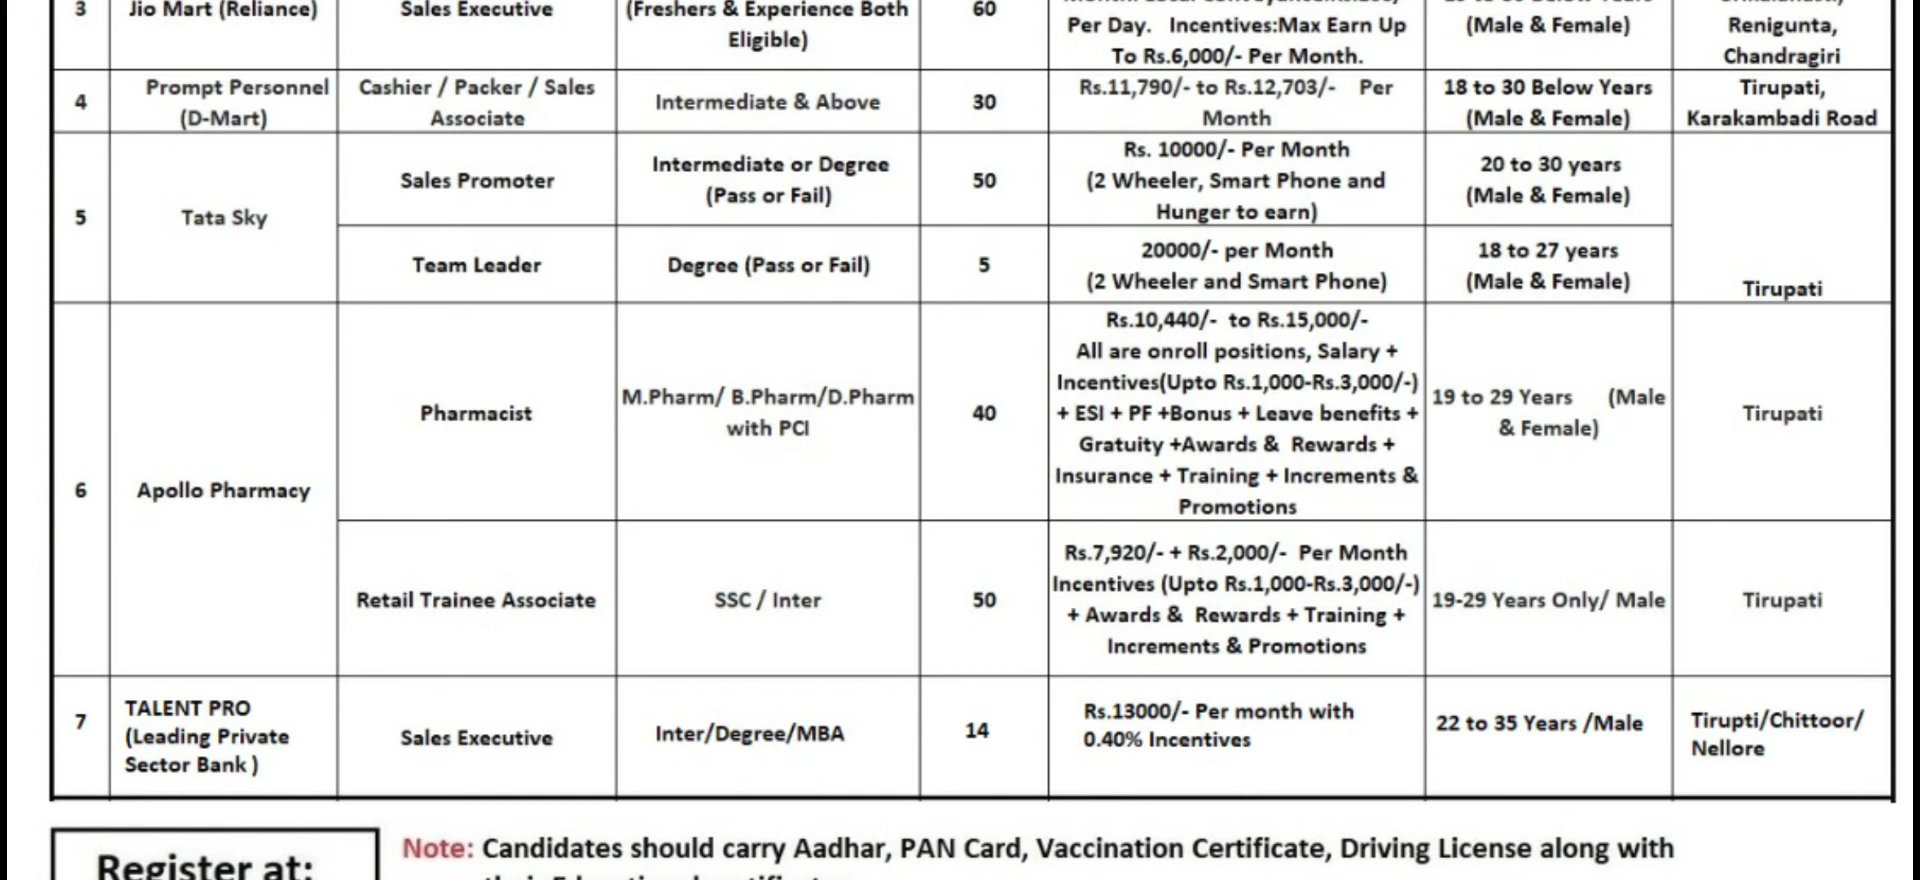 3
Jio Mart (Reliance)
Sales Executive
(Freshers & Experience Both
Eligible)
60
Per Day. Incentives:Max Earn Up
To Rs.6,000/- Per Month.
(Male & Female)
Renigunta,
Chandragiri
4
Prompt Personnel
(D-Mart)
Cashier / Packer / Sales
Associate
Intermediate & Above
30
Rs.11,790/- to Rs.12,703/- Per
Month
18 to 30 Below Years
(Male & Female)
Tirupati,
Karakambadi Road
5
Tata Sky
Sales Promoter
Intermediate or Degree
(Pass or Fail)
50
Rs. 10000/- Per Month
(2 Wheeler, Smart Phone and
Hunger to earn)
20 to 30 years
(Male & Female)
Team Leader
Degree (Pass or Fail)
5
20000/- per Month
(2 Wheeler and Smart Phone)
18 to 27 years
(Male & Female)
Tirupati
6
Apollo Pharmacy
Pharmacist
M.Pharm/ B.Pharm/D.Pharm
with PCI
40
Rs.10,440/- to Rs.15,000/-
All are onroll positions, Salary +
Incentives(Upto Rs.1,000-Rs.3,000/-)
+ ESI + PF +Bonus + Leave benefits +
Gratuity +Awards & Rewards +
Insurance + Training + Increments &
Promotions
19 to 29 Years (Male
& Female)
Tirupati
Retail Trainee Associate
SSC / Inter
50
Rs.7,920/- + Rs.2,000/- Per Month
Incentives (Upto Rs.1,000-Rs.3,000/-)
+ Awards & Rewards + Training +
Increments & Promotions
19-29 Years Only/ Male
Tirupati
7
TALENT PRO
(Leading Private
Sector Bank )
Sales Executive
Inter/Degree/MBA
14
Rs.13000/- Per month with
0.40% Incentives
22 to 35 Years /Male
Tirupti/Chittoor/
Nellore
Register at:
Note: Candidates should carry Aadhar, PAN Card, Vaccination Certificate, Driving License along with